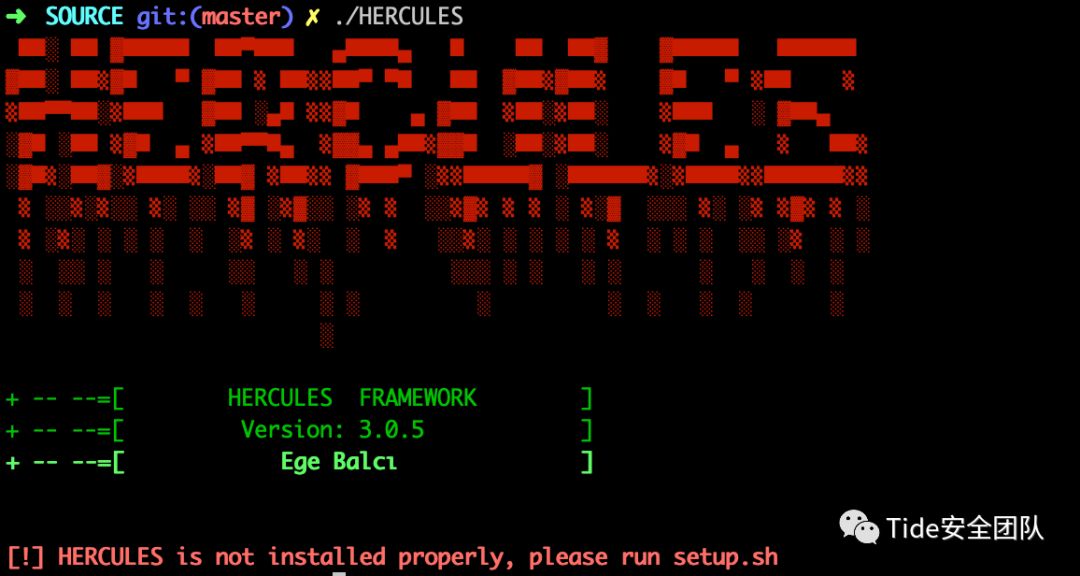 ➜ SOURCE git:(master) ✗ ./HERCULES
HERCULES
+ -- --=[ HERCULES FRAMEWORK ]
+ -- --=[ Version: 3.0.5 ]
+ -- --=[ Ege Balcı ]
Tide安全团队
[!] HERCULES is not installed properly, please run setup.sh